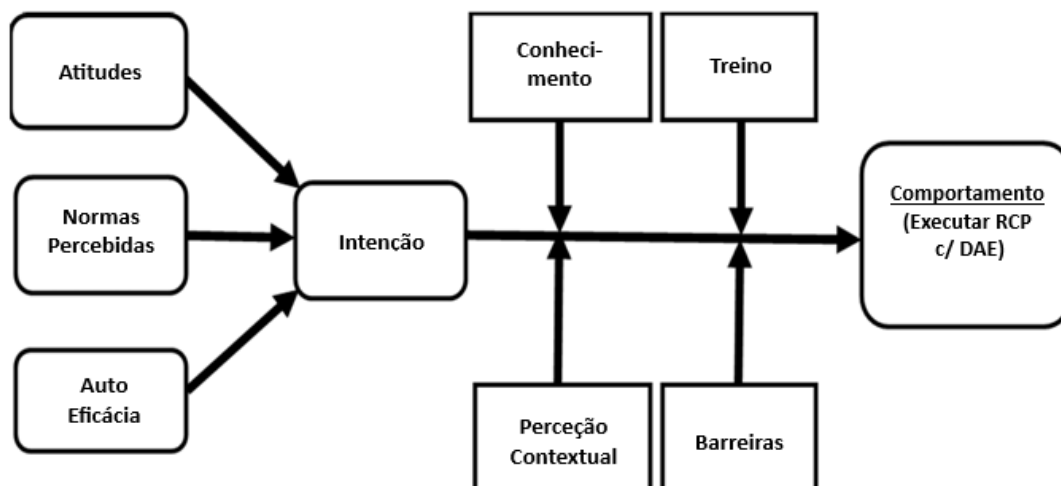 Atitudes
Normas
Percebidas
Auto
Eficácia
Intenção
Conheci-
mento
Treino
Perceção
Contextual
Barreiras
Comportamento
(Executar RCP
c/ DAE)